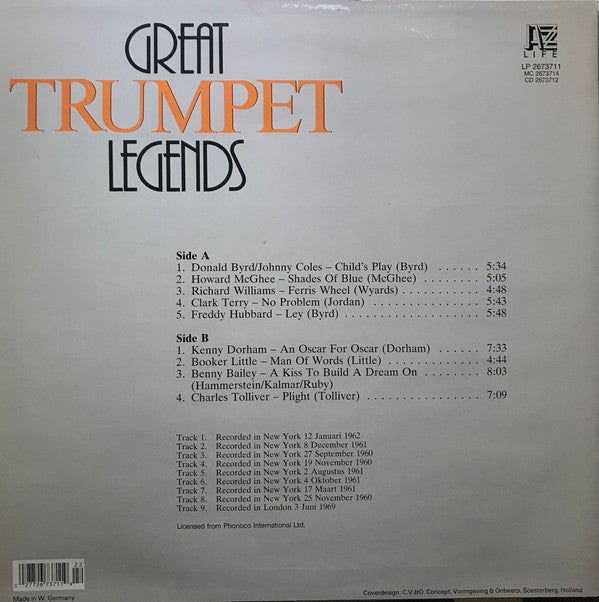 GREAT
TRUMPET
LEGENDS
JAZZ
LIFE
LP 2673711
MC 2673714
CD 2673712
Side A
1. Donald Byrd/Johnny Coles – Child's Play (Byrd) ...... 5:34
2. Howard McGhee – Shades Of Blue (McGhee) ....... 5:05
3. Richard Williams – Ferris Wheel (Wyards) .......... 4:48
4. Clark Terry – No Problem (Jordan) ............... 5:43
5. Freddy Hubbard – Ley (Byrd) ................... 5:48
Side B
1. Kenny Dorham – An Oscar For Oscar (Dorham) ...... 7:33
2. Booker Little – Man Of Words (Little) ............. 4:44
3. Benny Bailey – A Kiss To Build A Dream On ........ 8:03
(Hammerstein/Kalmar/Ruby)
4. Charles Tolliver – Plight (Tolliver) ................ 7:09
Track 1. Recorded in New York 12 Januari 1962
Track 2. Recorded in New York 8 December 1961
Track 3. Recorded in New York 27 September 1960
Track 4. Recorded in New York 19 November 1960
Track 5. Recorded in New York 2 Augustus 1961
Track 6. Recorded in New York 4 Oktober 1961
Track 7. Recorded in New York 17 Maart 1961
Track 8. Recorded in New York 25 November 1960
Track 9. Recorded in London 3 Juni 1969
Licensed from Phonoco International Ltd.
22
0 27726 73711 9
Made in W. Germany
Coverdesign: C.V.&O. Concept, Vormgeving & Ontwerp, Soesterberg, Holland